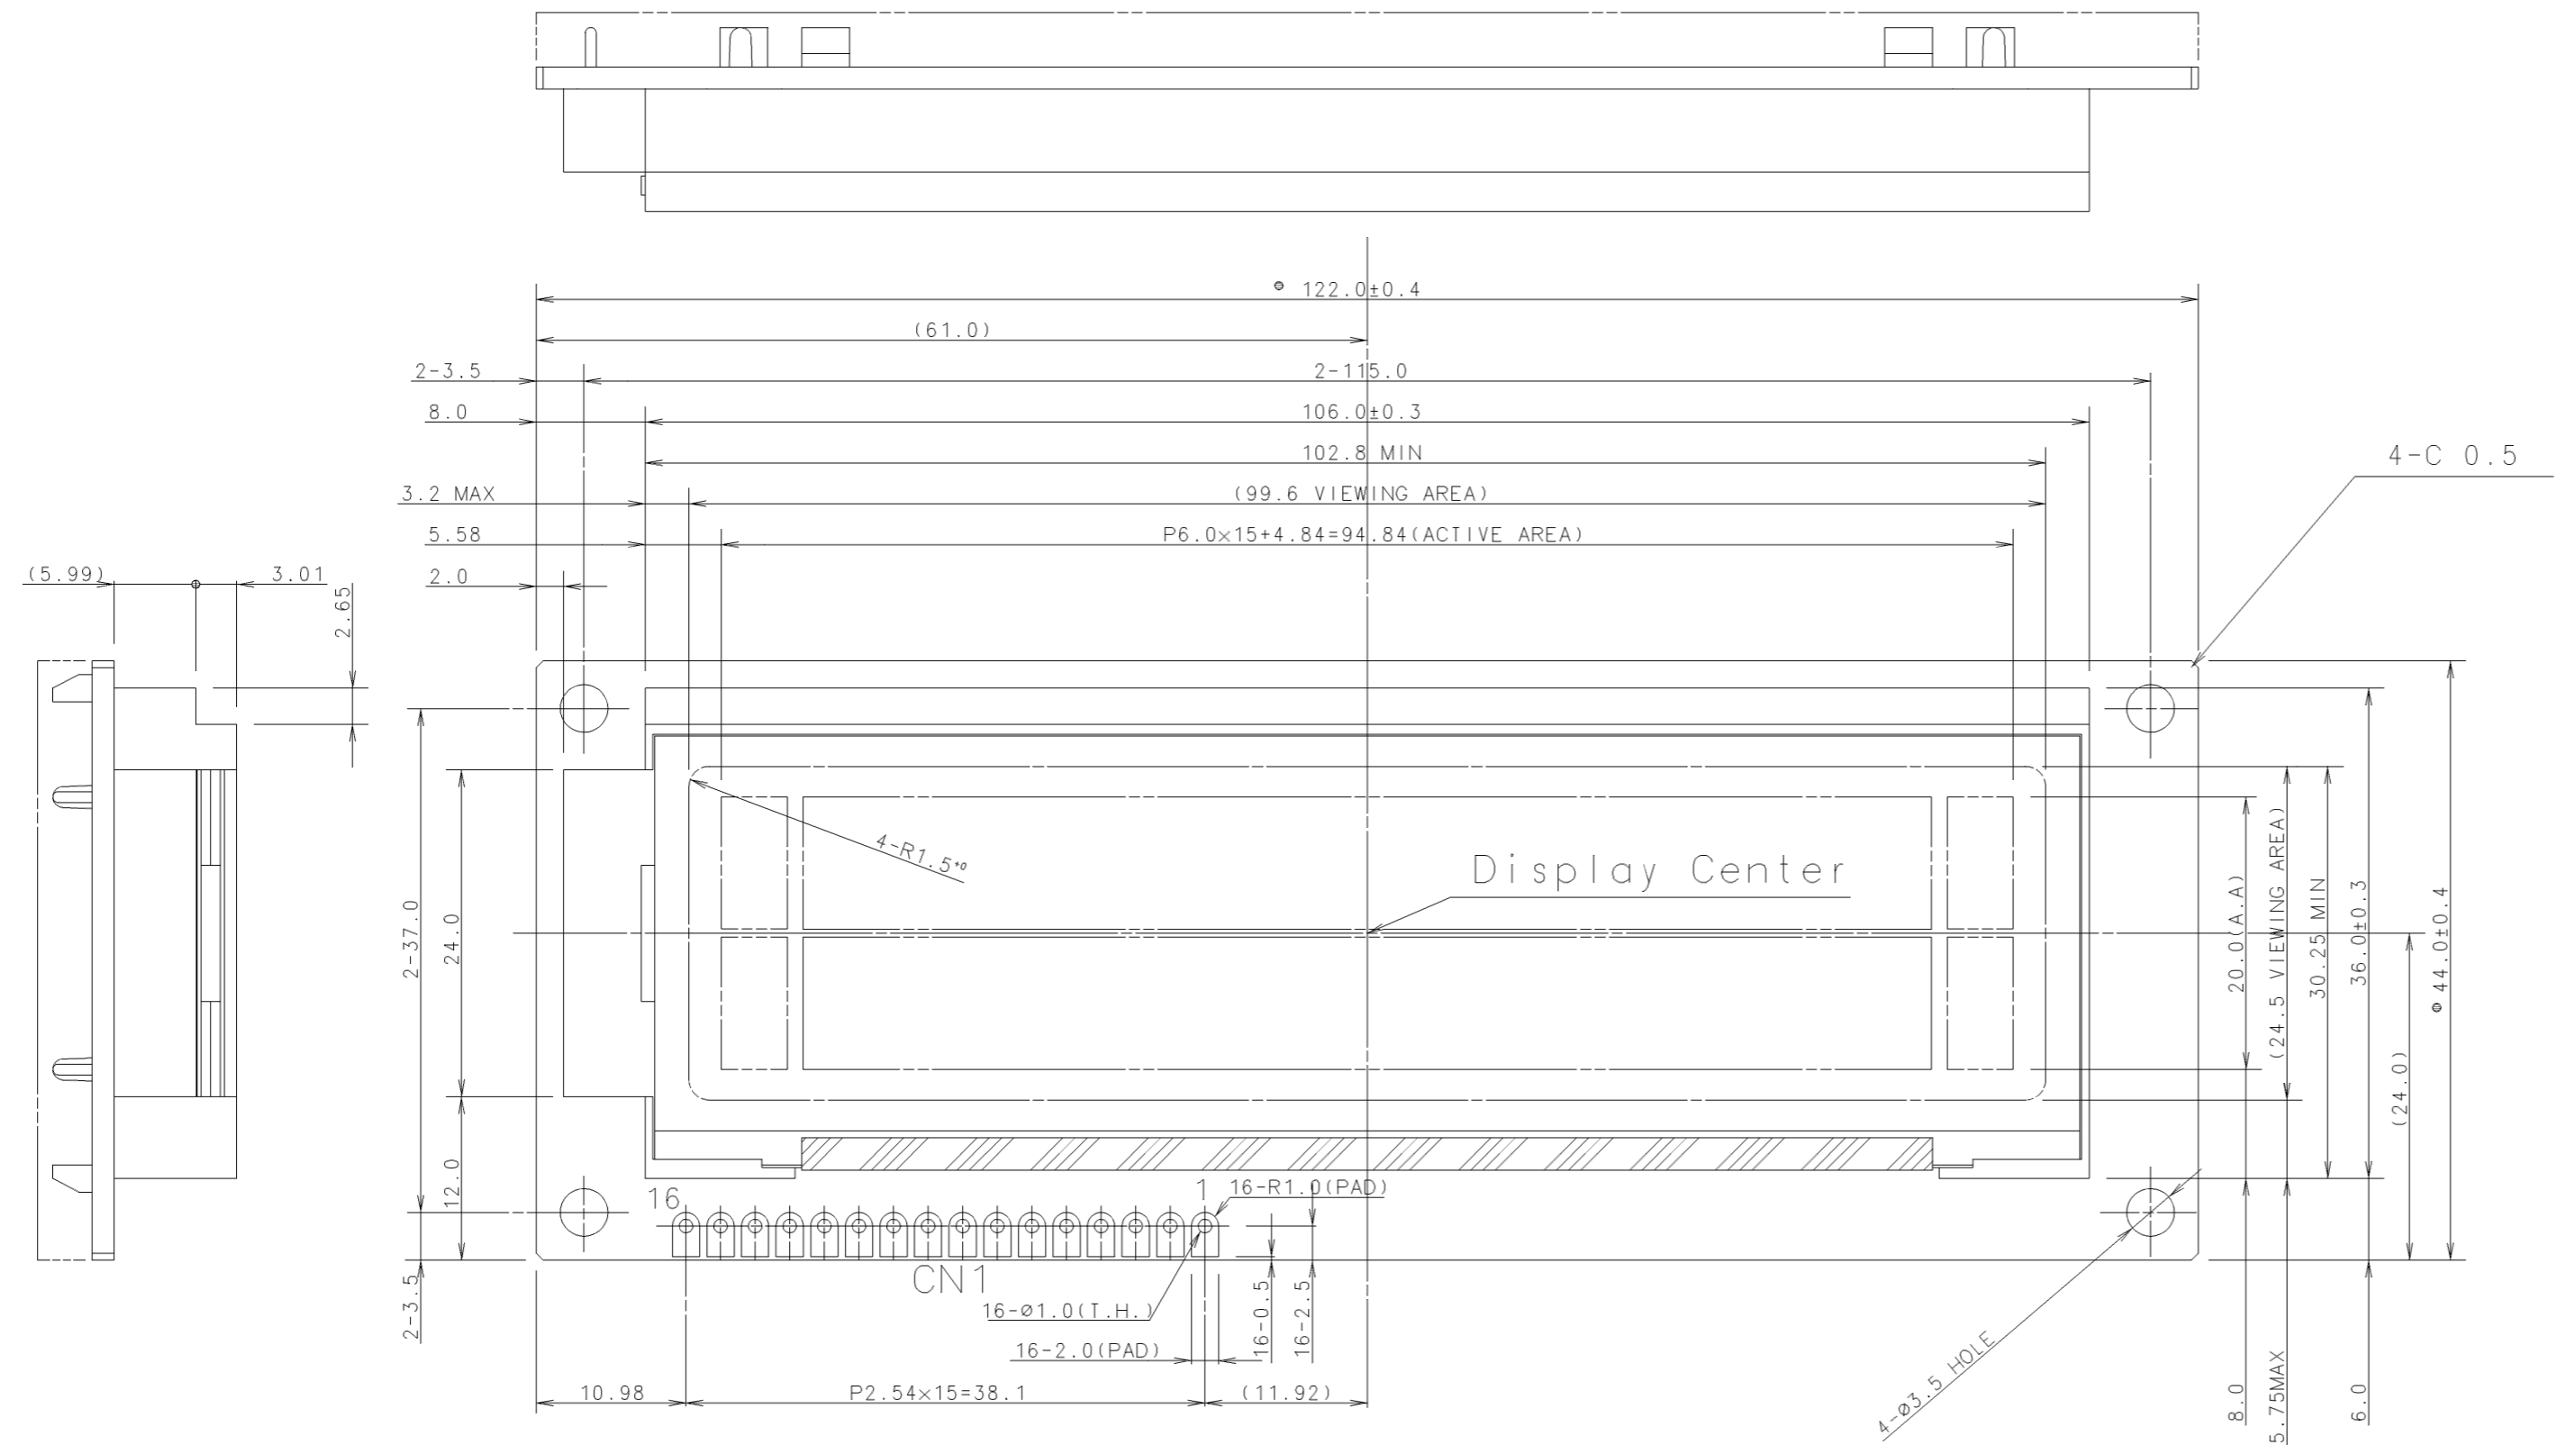 122.0±0.4
(61.0)
2-3.5
2-115.0
8.0
106.0±0.3
102.8 MIN
4-C 0.5
3.2 MAX
(99.6 VIEWING AREA)
5.58
P6.0×15+4.84=94.84(ACTIVE AREA)
(5.99)
3.01
2.0
2.65
4-R1.5
Display Center
2-37.0
24.0
12.0
2-3.5
20.0(A.A)
(24.5 VIEWING AREA)
30.25 MIN
36.0±0.3
(24.0)
44.0±0.4
16
1
16-R1.0(PAD)
CN1
16-ø1.0(T.H.)
16-2.0(PAD)
16-0.5
16-2.5
10.98
P2.54×15=38.1
(11.92)
4-ø3.5 HOLE
8.0
5.75MAX
6.0